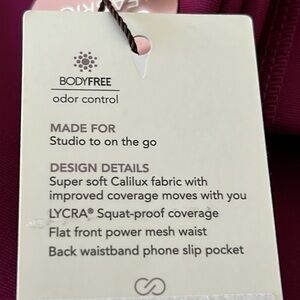 FABRIC
BODYFREE
odor control
MADE FOR
Studio to on the go
DESIGN DETAILS
Super soft Calilux fabric with
improved coverage moves with you
LYCRA® Squat-proof coverage
Flat front power mesh waist
Back waistband phone slip pocket